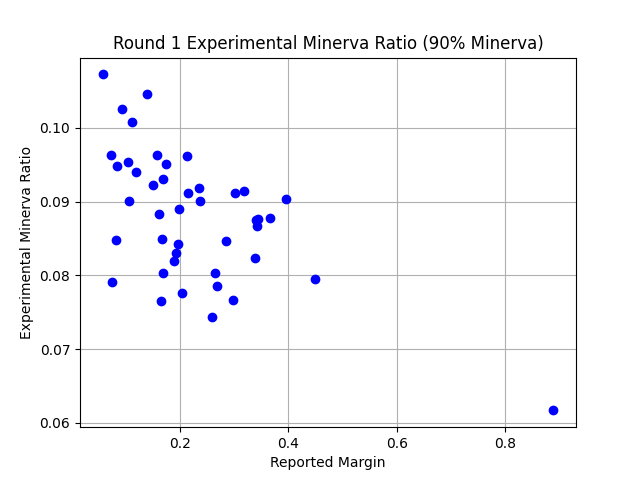 Round 1 Experimental Minerva Ratio (90% Minerva)
Experimental Minerva Ratio
0.10
0.09
0.08
0.07
0.06
0.2 0.4 0.6 0.8
Reported Margin